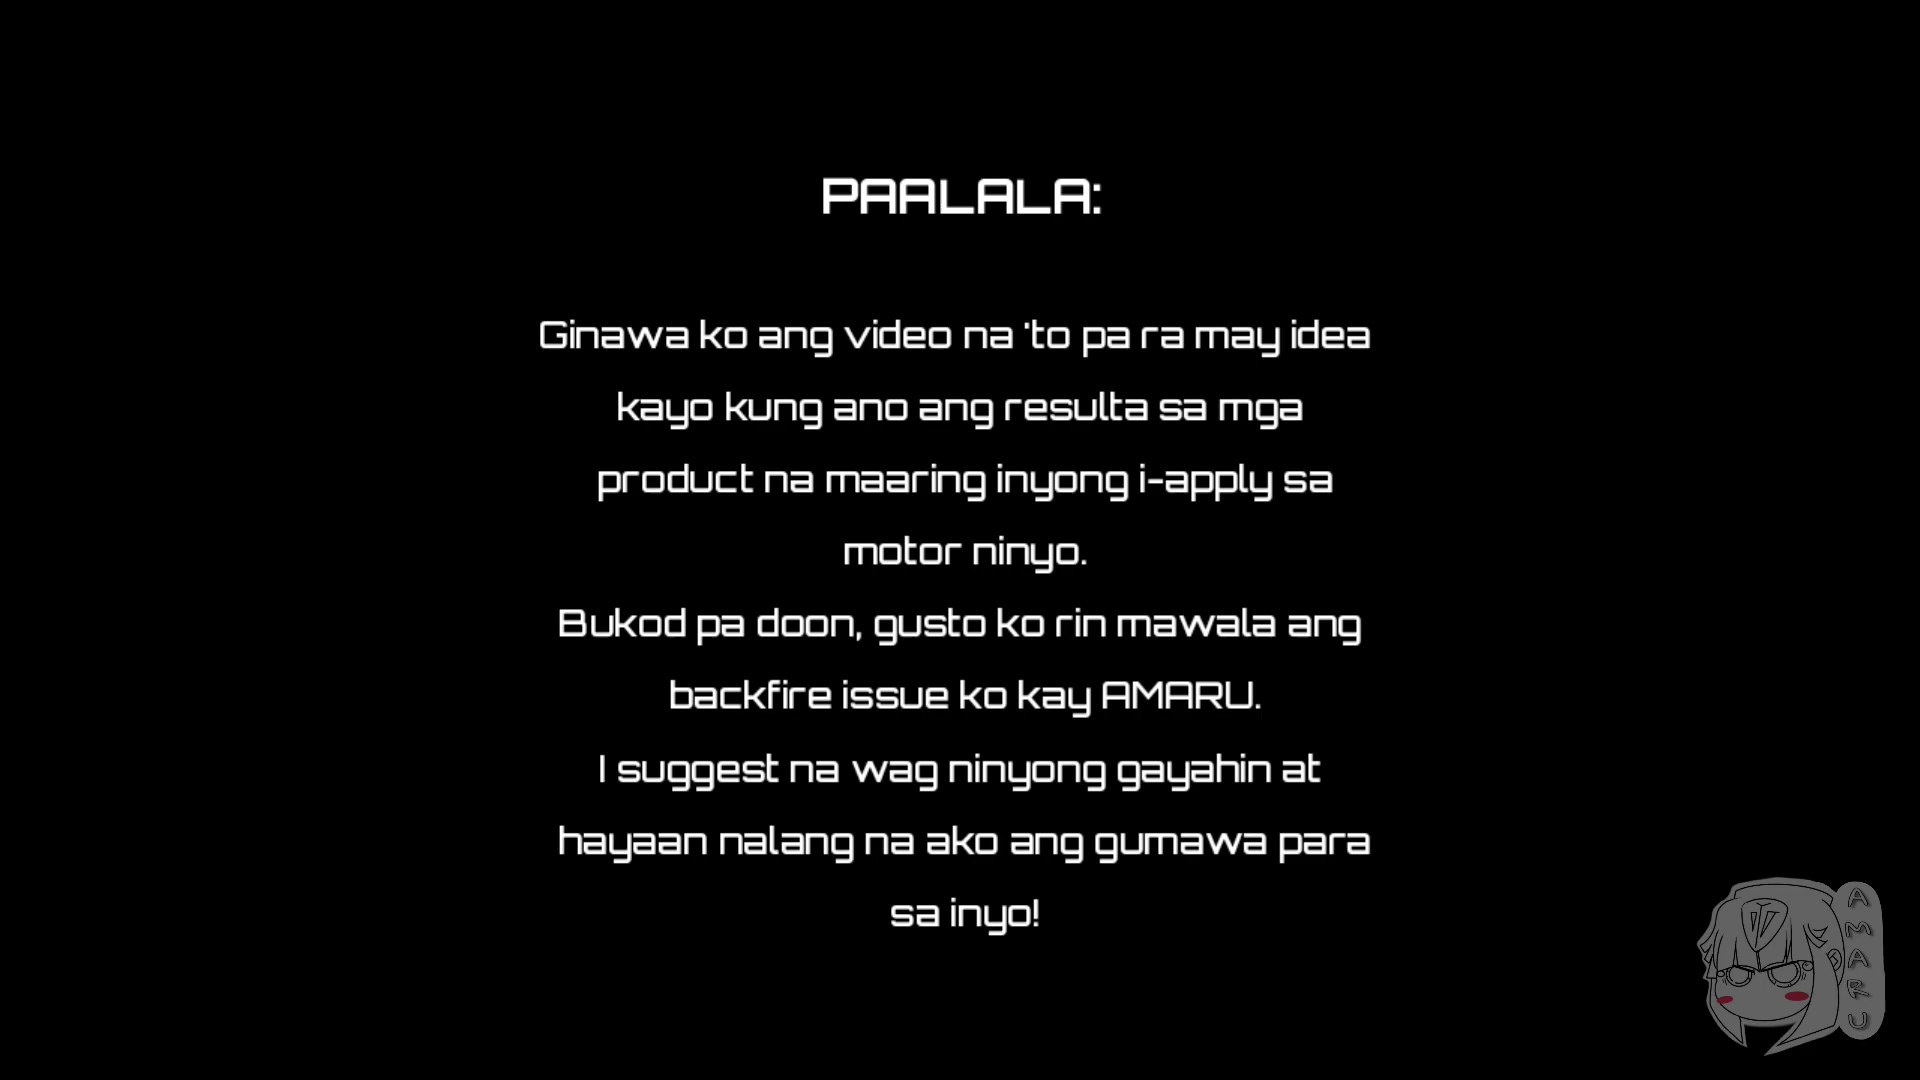 PAALALA:
Ginawa ko ang video na 'to pa ra may idea
kayo kung ano ang resulta sa mga
product na maaring inyong i-apply sa
motor ninyo.
Bukod pa doon, gusto ko rin mawala ang
backfire issue ko kay AMARU.
I suggest na wag ninyong gayahin at
hayaan nalang na ako ang gumawa para
sa inyo!
AMARU